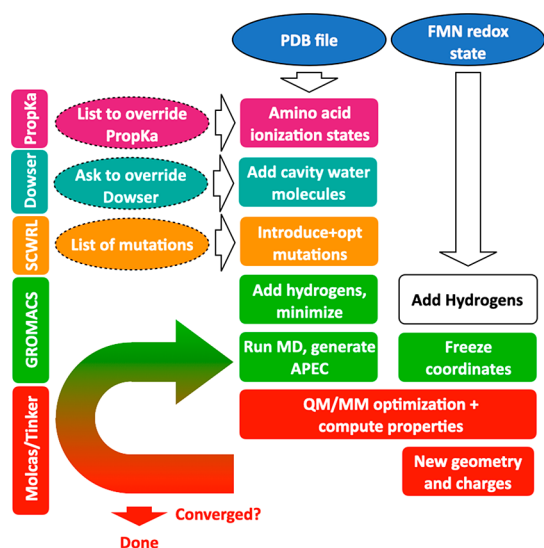 PDB file
FMN redox
state
PropKa
List to override
PropKa
Amino acid
ionization states
Dowser
Ask to override
Dowser
Add cavity water
molecules
SCWRL
List of mutations
Introduce+opt
mutations
GROMACS
Add hydrogens,
minimize
Add Hydrogens
Run MD, generate
APEC
Freeze
coordinates
Molcas/Tinker
QM/MM optimization +
compute properties
New geometry
and charges
Converged?
Done